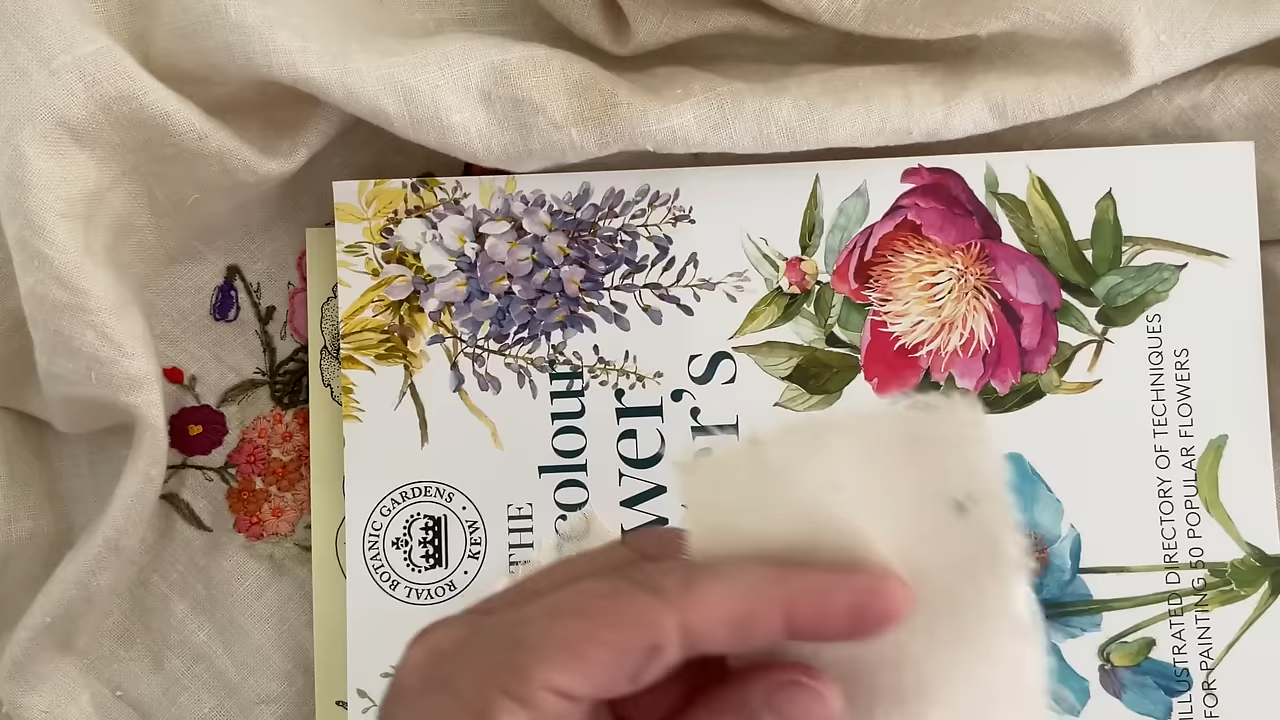 ROYAL BOTANIC GARDENS • KEW •
THE
colour
wer's
ILLUSTRATED DIRECTORY OF TECHNIQUES
FOR PAINTING 50 POPULAR FLOWERS